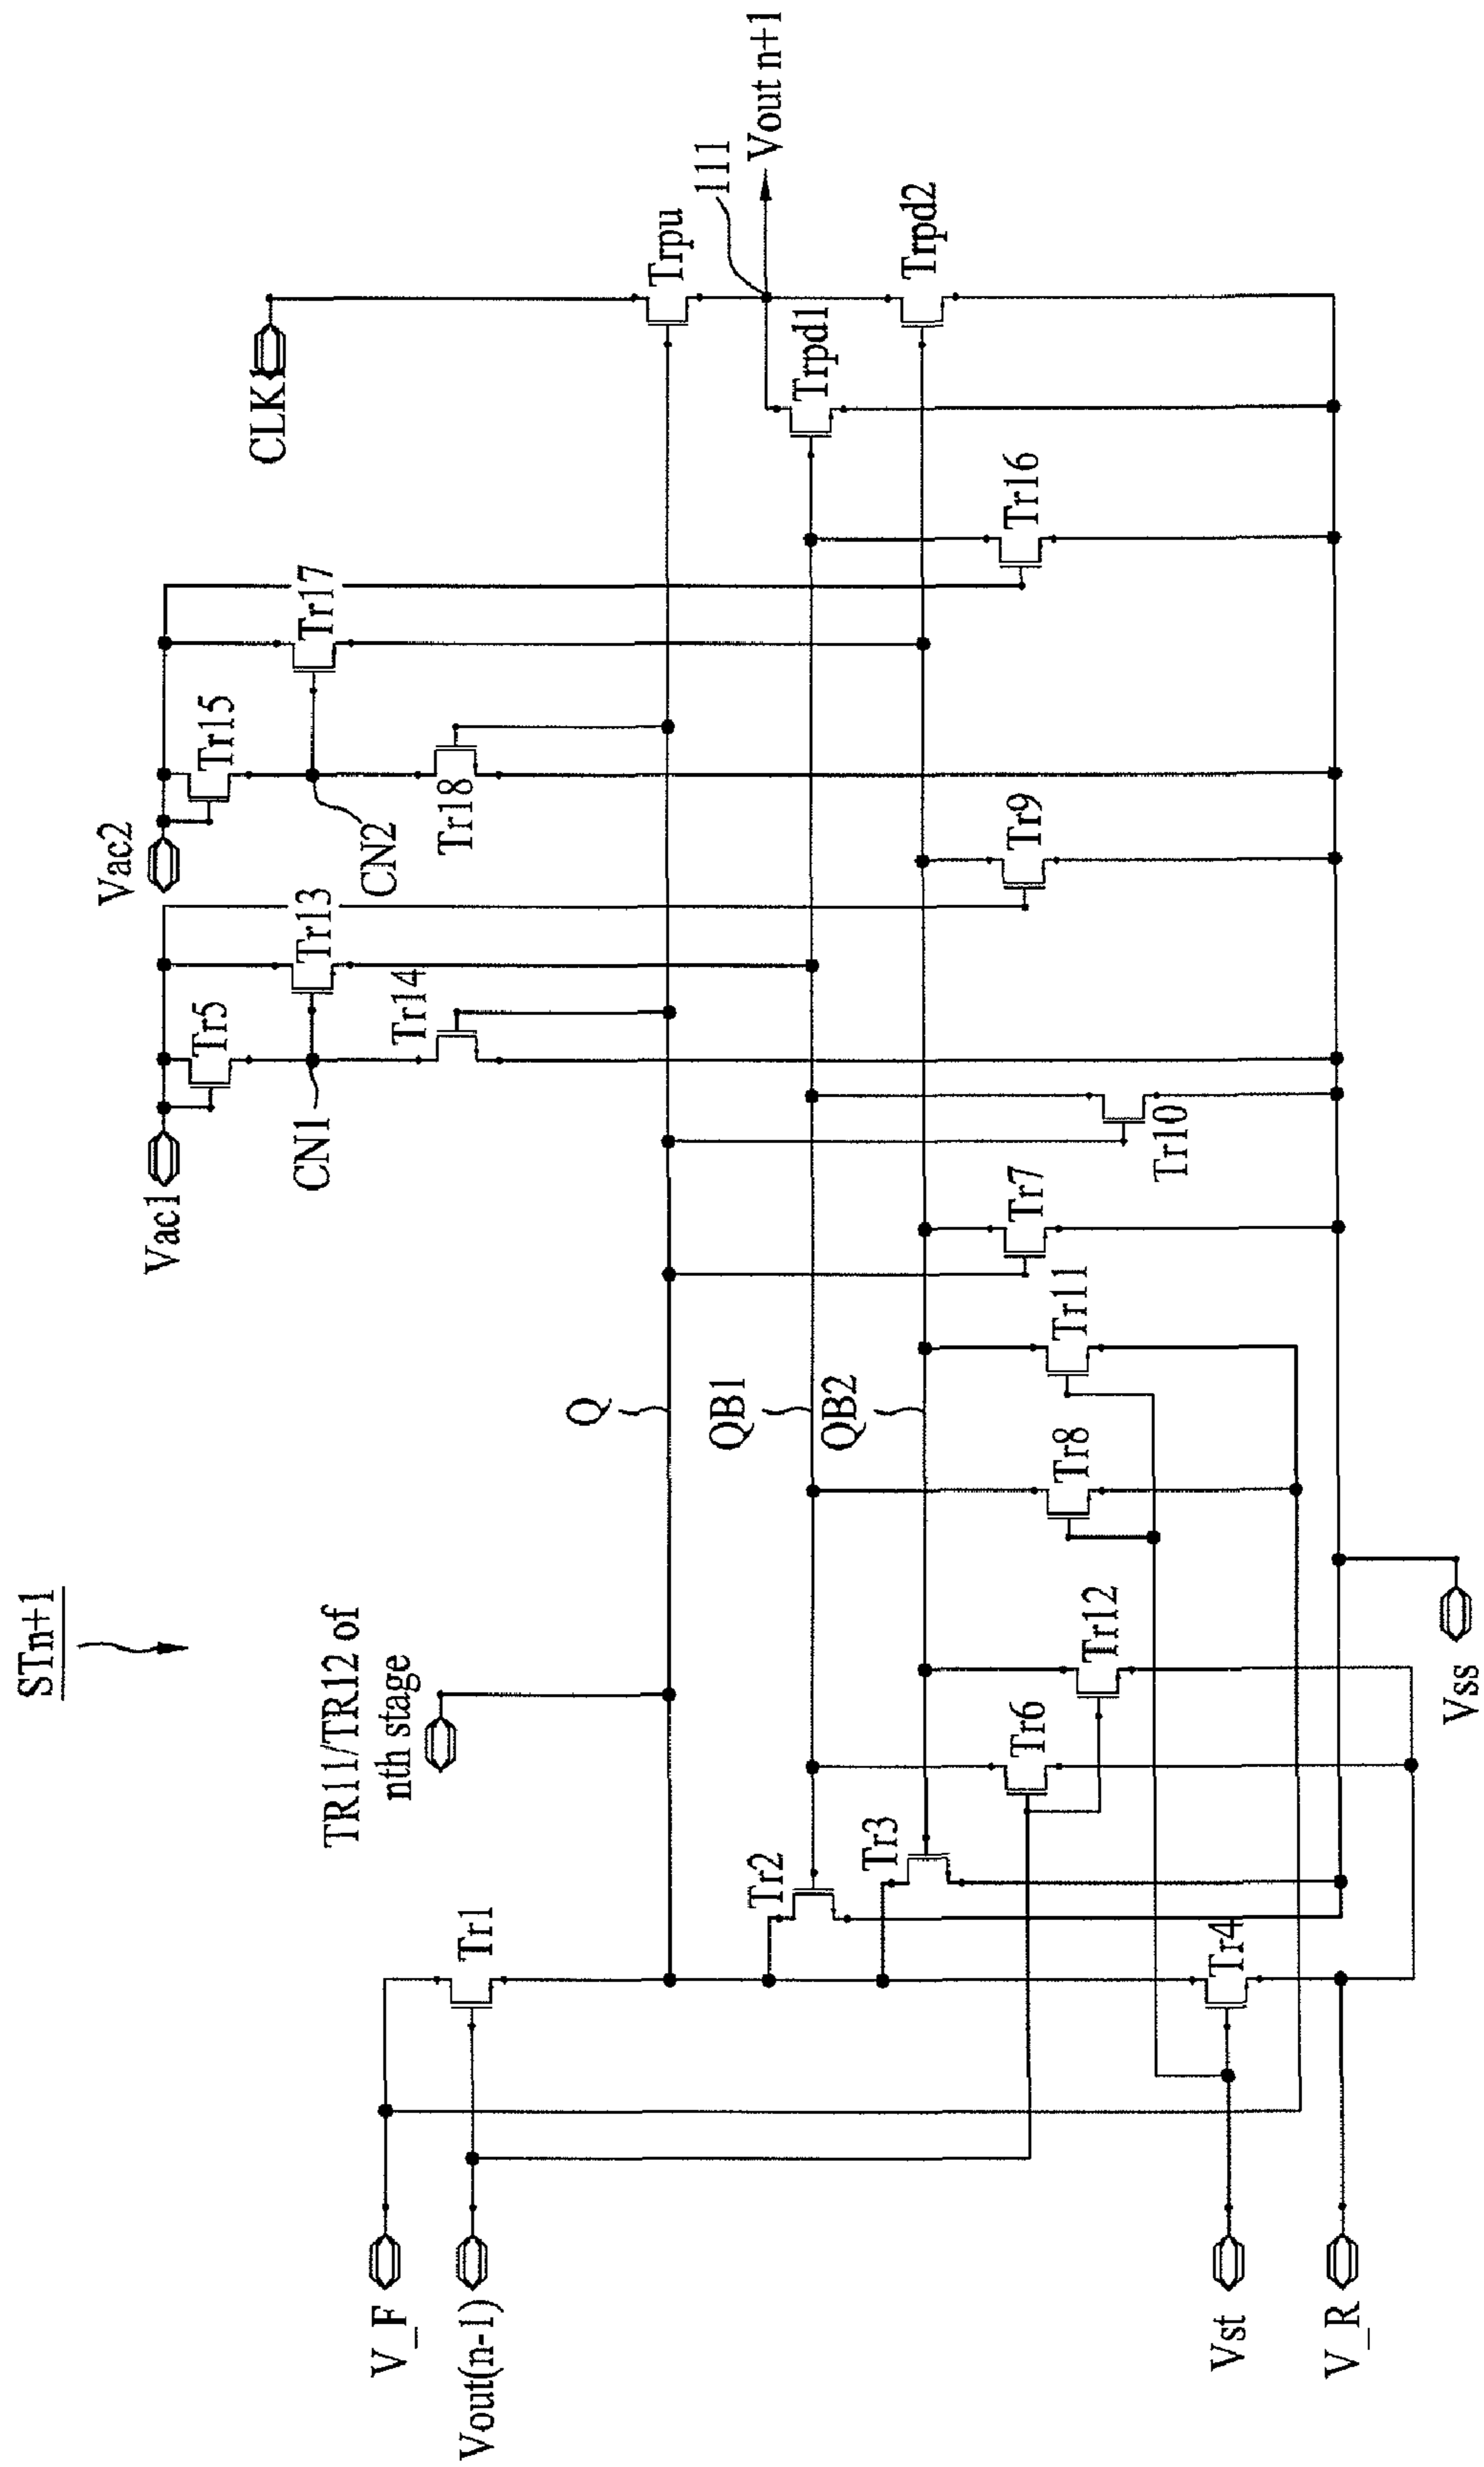 STn+1
TR11/TR12 of
nth stage
V_F
Vout(n-1)
Vst
V_R
Vss
Vac1
Vac2
CLK1
CN1
CN2
Q
QB1
QB2
Tr1
Tr2
Tr3
Tr4
Tr5
Tr6
Tr7
Tr8
Tr9
Tr10
Tr11
Tr12
Tr13
Tr14
Tr15
Tr16
Tr17
Tr18
Trpu
Trpd1
Trpd2
111
Vout n+1